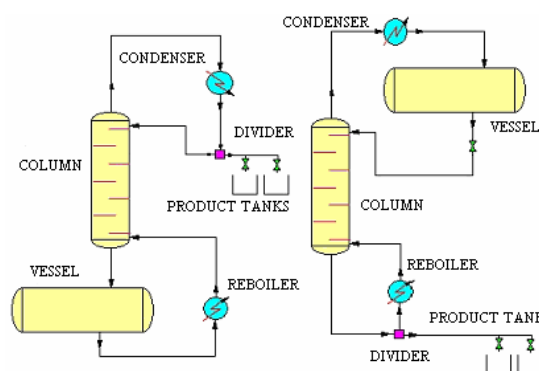 CONDENSER
DIVIDER
COLUMN
PRODUCT TANKS
VESSEL
REBOILER
CONDENSER
VESSEL
COLUMN
REBOILER
PRODUCT TANK
DIVIDER